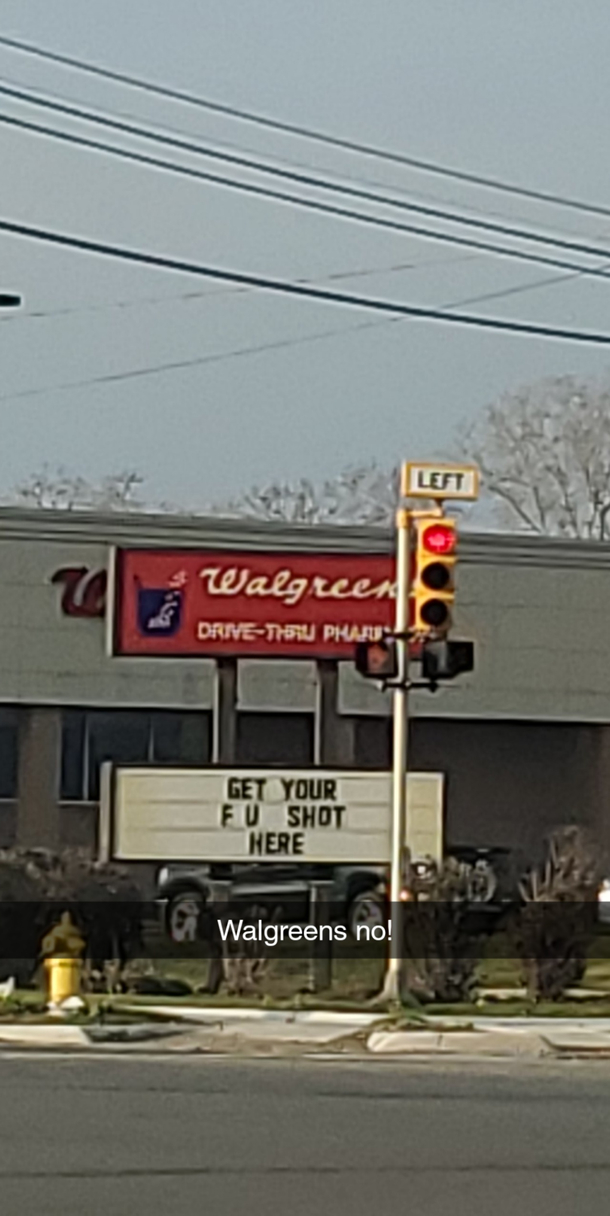 LEFT
Walgreen
DRIVE-THRU PHAR
GET YOUR
F U SHOT
HERE
Walgreens no!